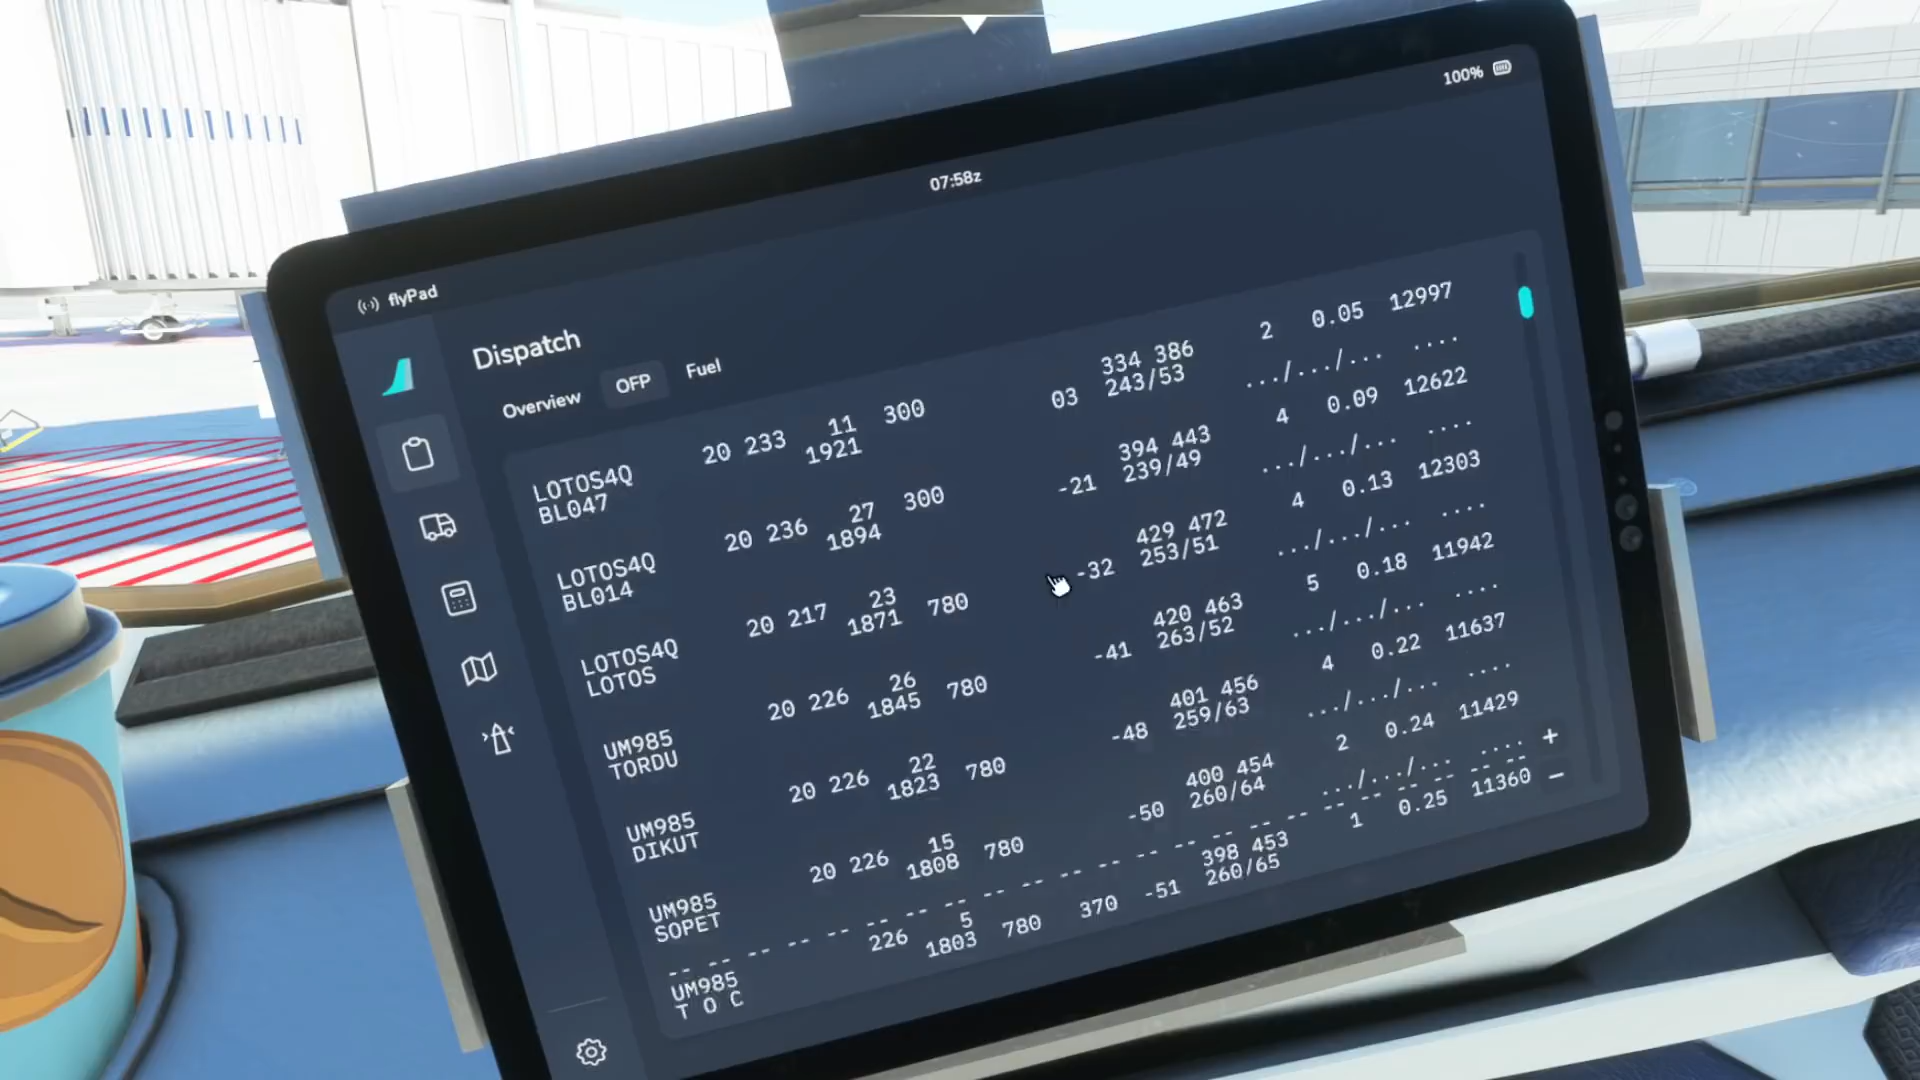 100%
07:58z
flyPad
Dispatch
Overview OFP Fuel
LOTOS4Q 20 233 11 300 03 334 386 2 0.05 12997
BL047 1921 243/53 .../.../... ....
LOTOS4Q 20 236 27 300 -21 394 443 4 0.09 12622
BL014 1894 239/49 .../.../... ....
LOTOS4Q 20 217 23 780 -32 429 472 4 0.13 12303
LOTOS 1871 253/51 .../.../... ....
UM985 20 226 26 780 -41 420 463 5 0.18 11942
TORDU 1845 263/52 .../.../... ....
UM985 20 226 22 780 -48 401 456 4 0.22 11637
DIKUT 1823 259/63 .../.../... ....
UM985 20 226 15 780 -50 400 454 2 0.24 11429
SOPET 1808 260/64 .../.../... ....
-- -- -- -- -- -- -- -- -- -- -- -- -- -- -- -- -- -- -- -- -- --
UM985 226 5 780 370 -51 398 453 1 0.25 11360
T O C 1803 260/65
+
−